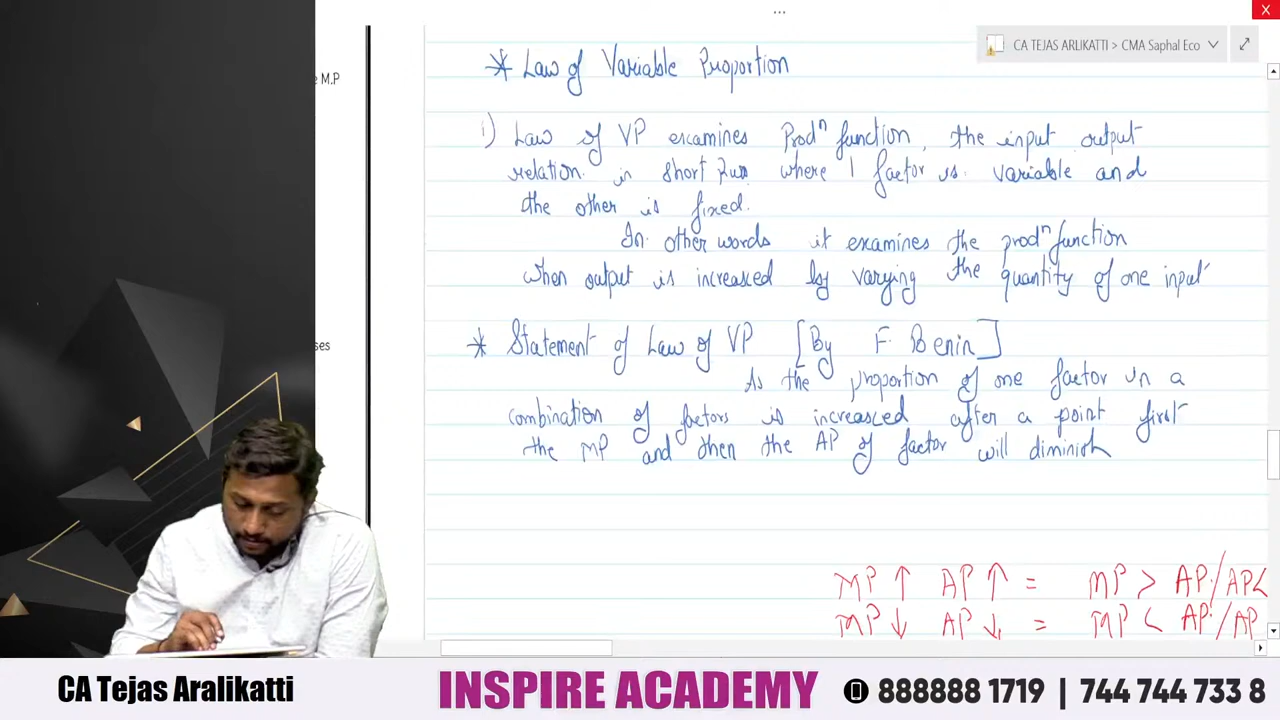 CA TEJAS ARLIKATTI > CMA Saphal Eco
e M.P
* Law of Variable Proportion
1) Law of VP examines Prodⁿ function, the input output
relation in short Run where 1 factor is variable and
the other is fixed.
In other words it examines the prodⁿ function
when output is increased by varying the quantity of one input
ses
* Statement of Law of VP [By F. Benin]
As the proportion of one factor in a
combination of factors is increased after a point first
the MP and then the AP of factor will diminish
MP ↑ AP ↑ = MP > AP / AP <
MP ↓ AP ↓ = MP < AP / AP
CA Tejas Aralikatti
INSPIRE ACADEMY
888888 1719 | 744 744 733 8